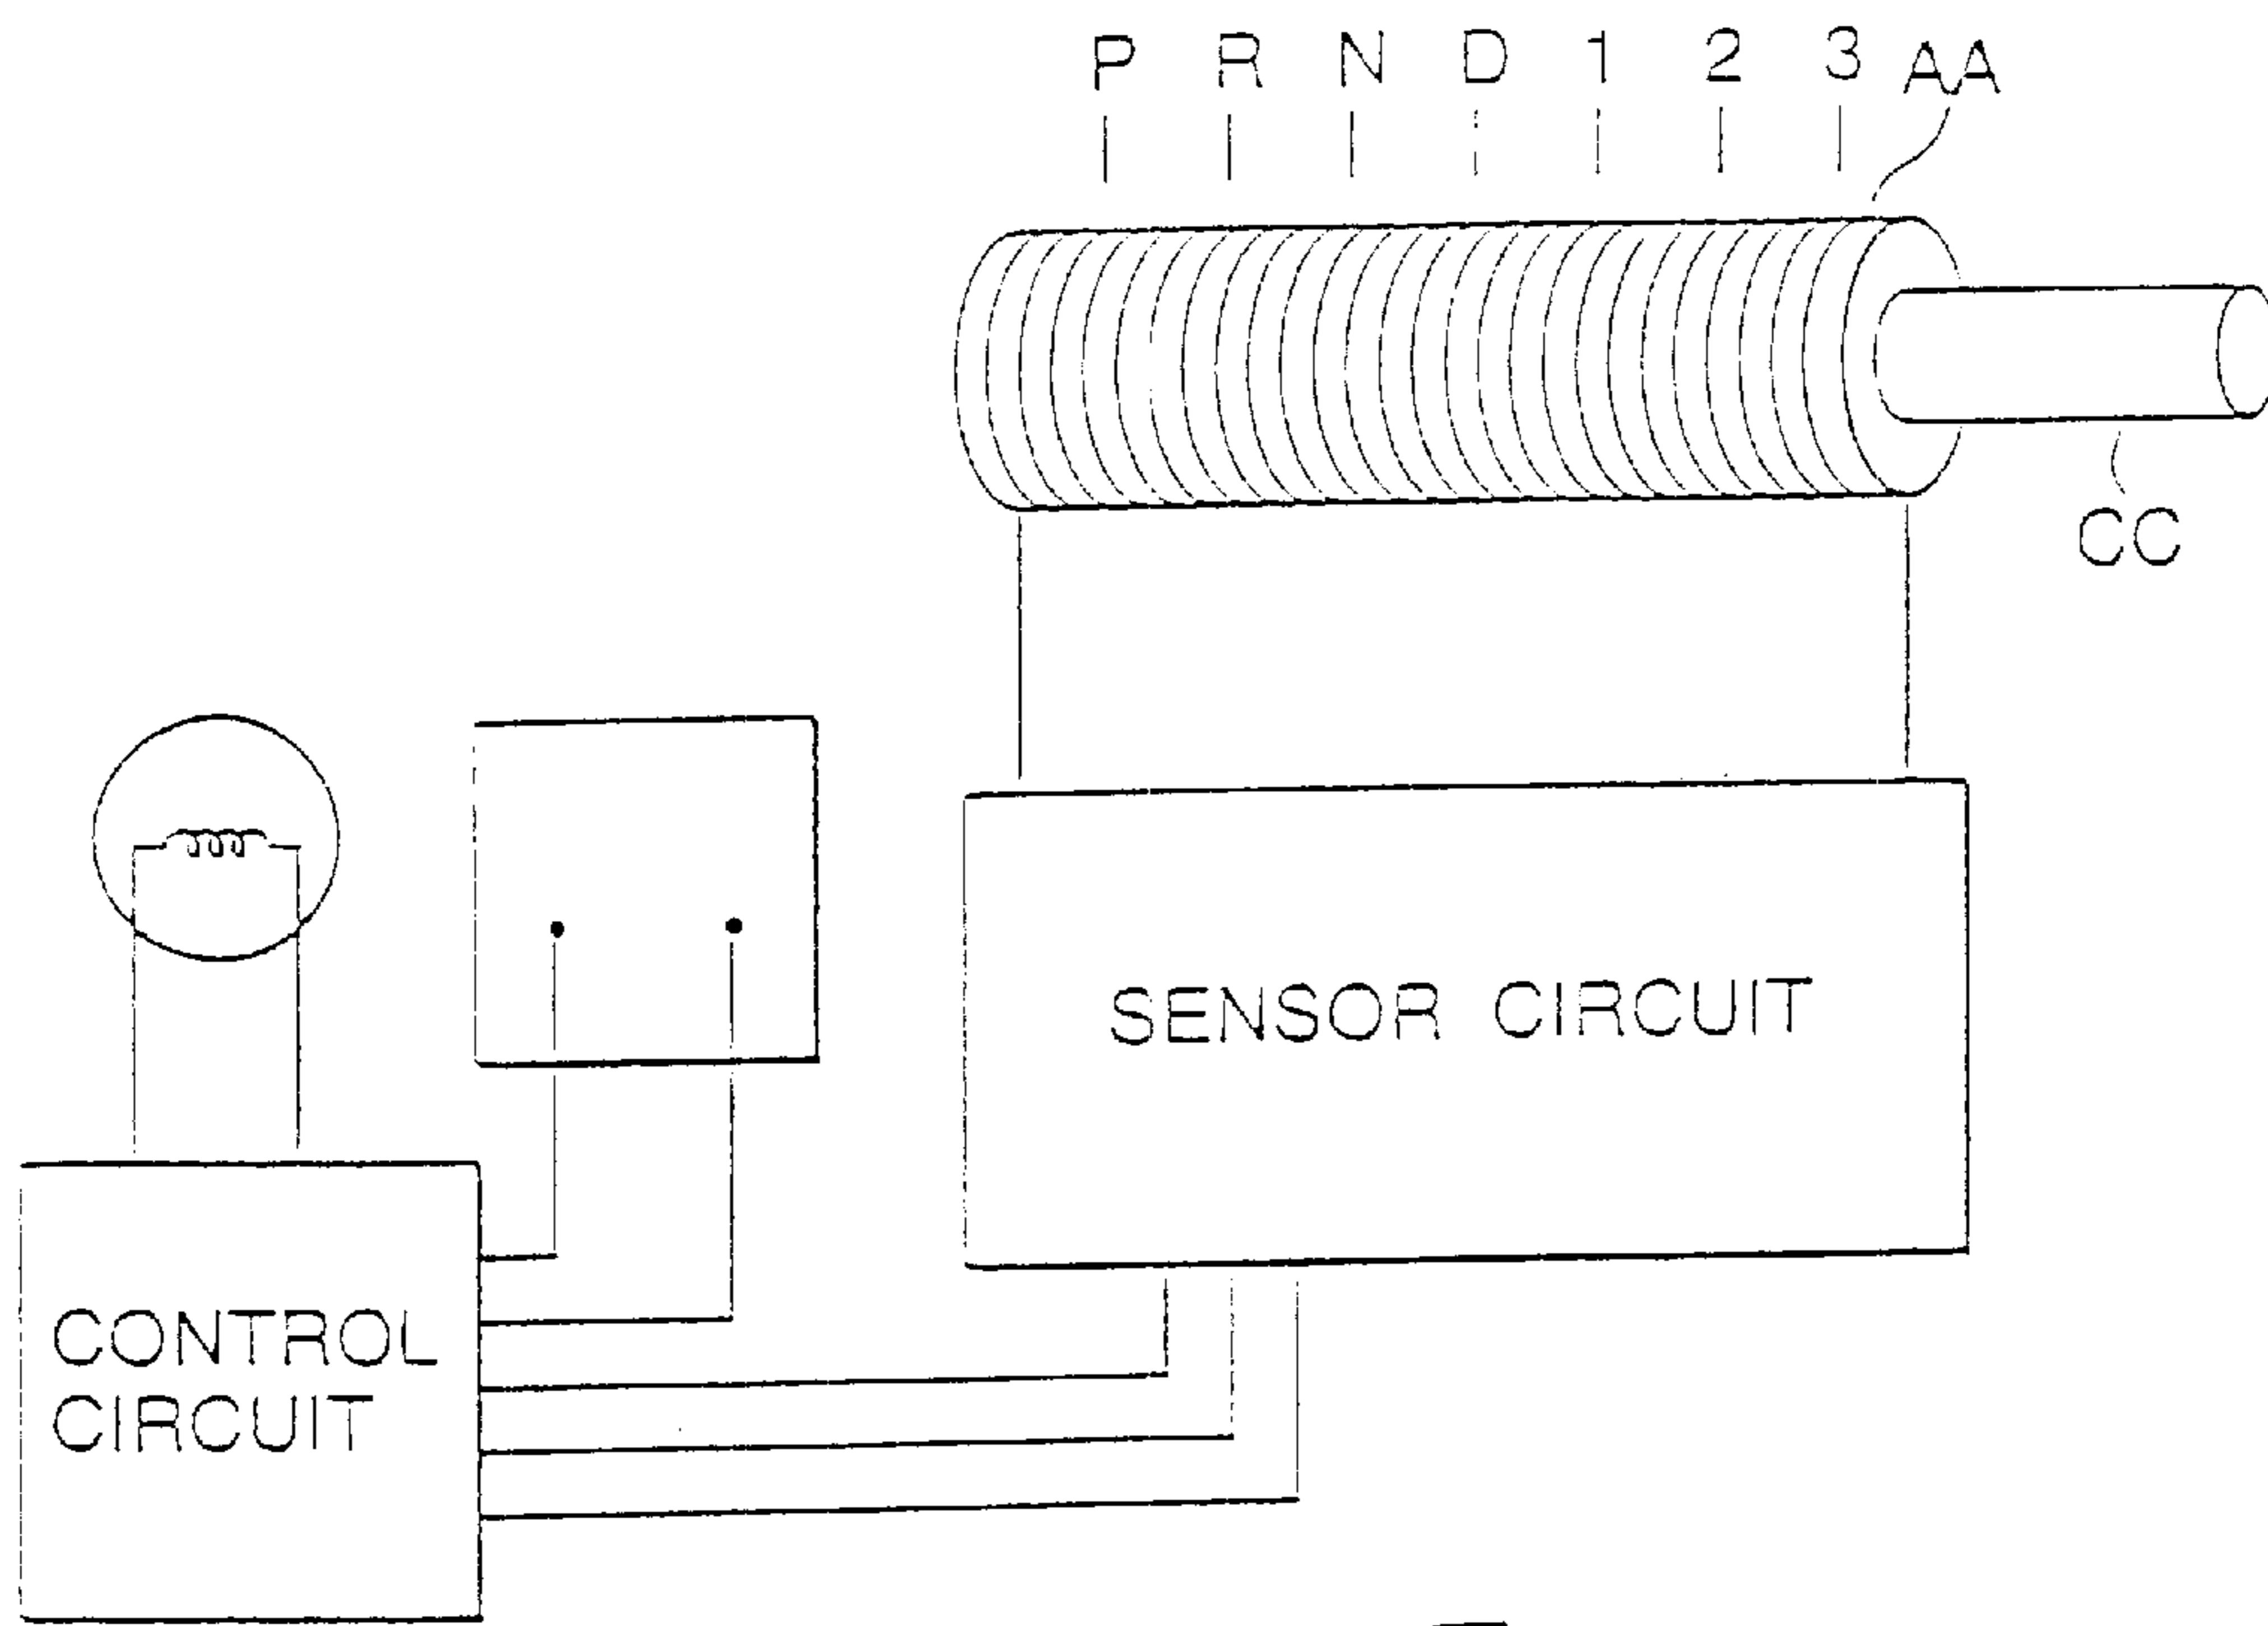 P R N D 1 2 3 AA
CC
SENSOR CIRCUIT
CONTROL
CIRCUIT